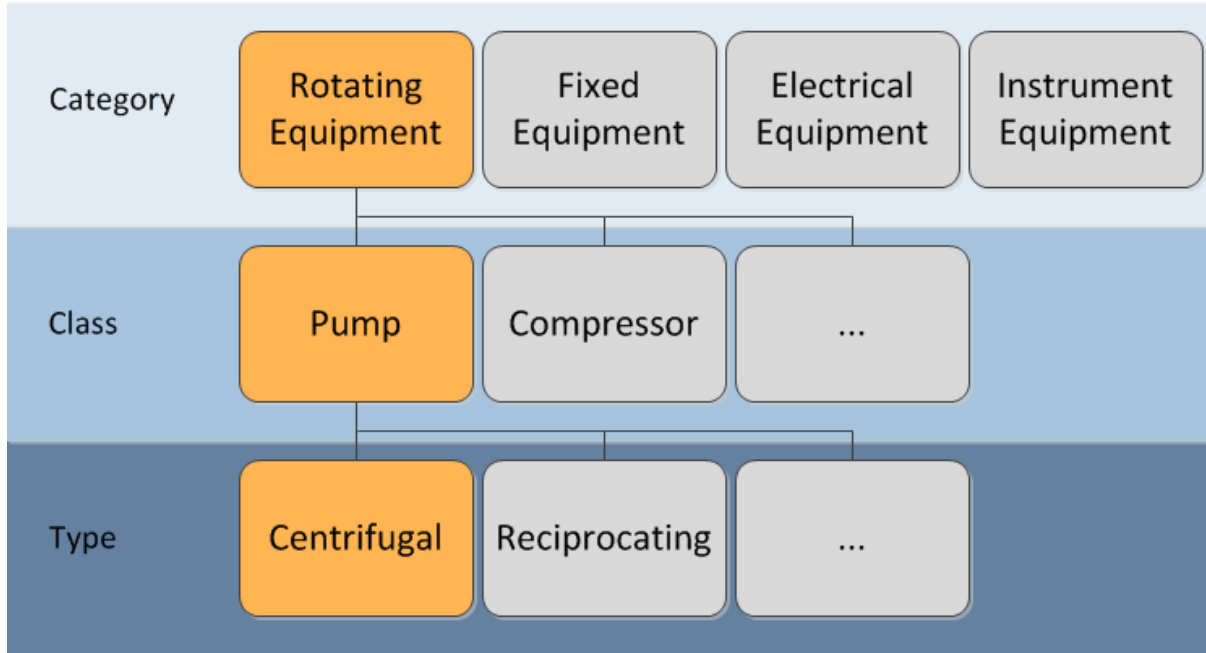 Category
Rotating
Equipment
Fixed
Equipment
Electrical
Equipment
Instrument
Equipment
Class
Pump
Compressor
...
Type
Centrifugal
Reciprocating
...